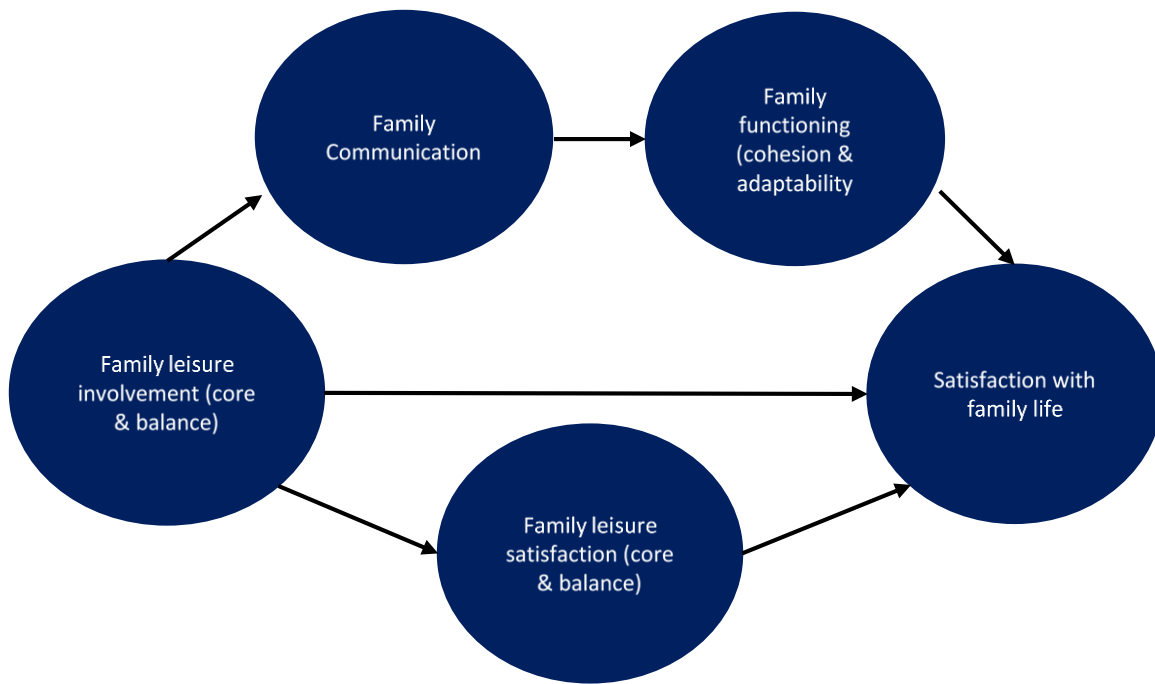 Family
Communication
Family
functioning
(cohesion &
adaptability
Family leisure
involvement (core
& balance)
Satisfaction with
family life
Family leisure
satisfaction (core
& balance)